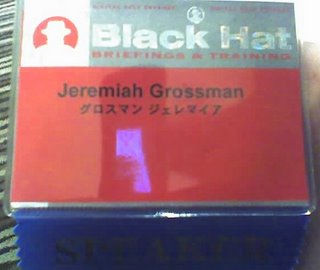 Black Hat
BRIEFINGS & TRAINING
Jeremiah Grossman
グロスマン ジェレマイア
SPEAKER